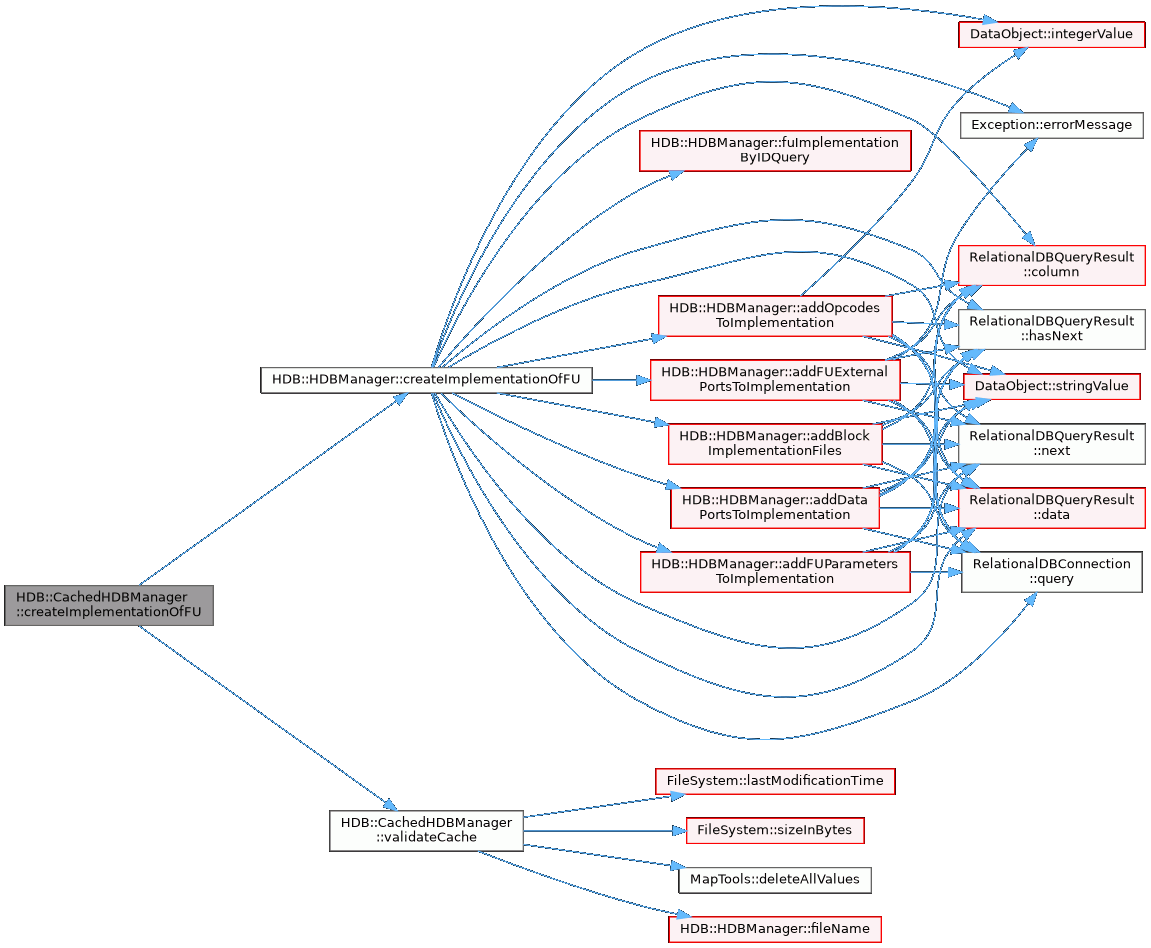 DataObject::integerValue
Exception::errorMessage
HDB::HDBManager::fuImplementation
ByIDQuery
RelationalDBQueryResult
::column
HDB::HDBManager::addOpcodes
ToImplementation
RelationalDBQueryResult
::hasNext
HDB::HDBManager::createImplementationOfFU
HDB::HDBManager::addFUExternal
PortsToImplementation
DataObject::stringValue
HDB::HDBManager::addBlock
ImplementationFiles
RelationalDBQueryResult
::next
HDB::HDBManager::addData
PortsToImplementation
RelationalDBQueryResult
::data
HDB::HDBManager::addFUParameters
ToImplementation
RelationalDBConnection
::query
HDB::CachedHDBManager
::createImplementationOfFU
FileSystem::lastModificationTime
HDB::CachedHDBManager
::validateCache
FileSystem::sizeInBytes
MapTools::deleteAllValues
HDB::HDBManager::fileName